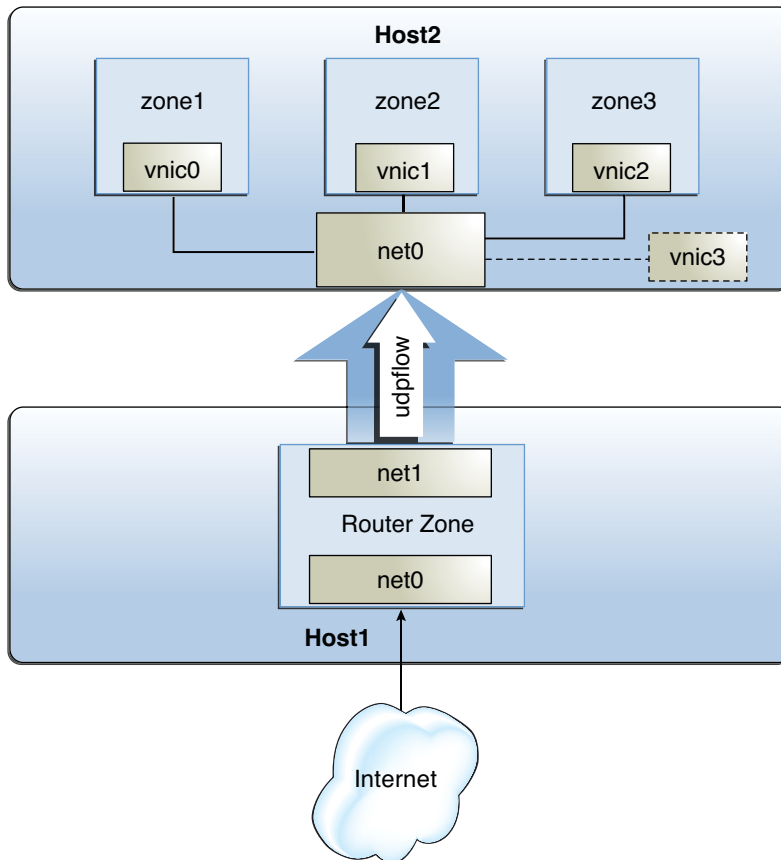 Host2
zone1
zone2
zone3
vnic0
vnic1
vnic2
net0
vnic3
udpflow
net1
Router Zone
net0
Host1
Internet